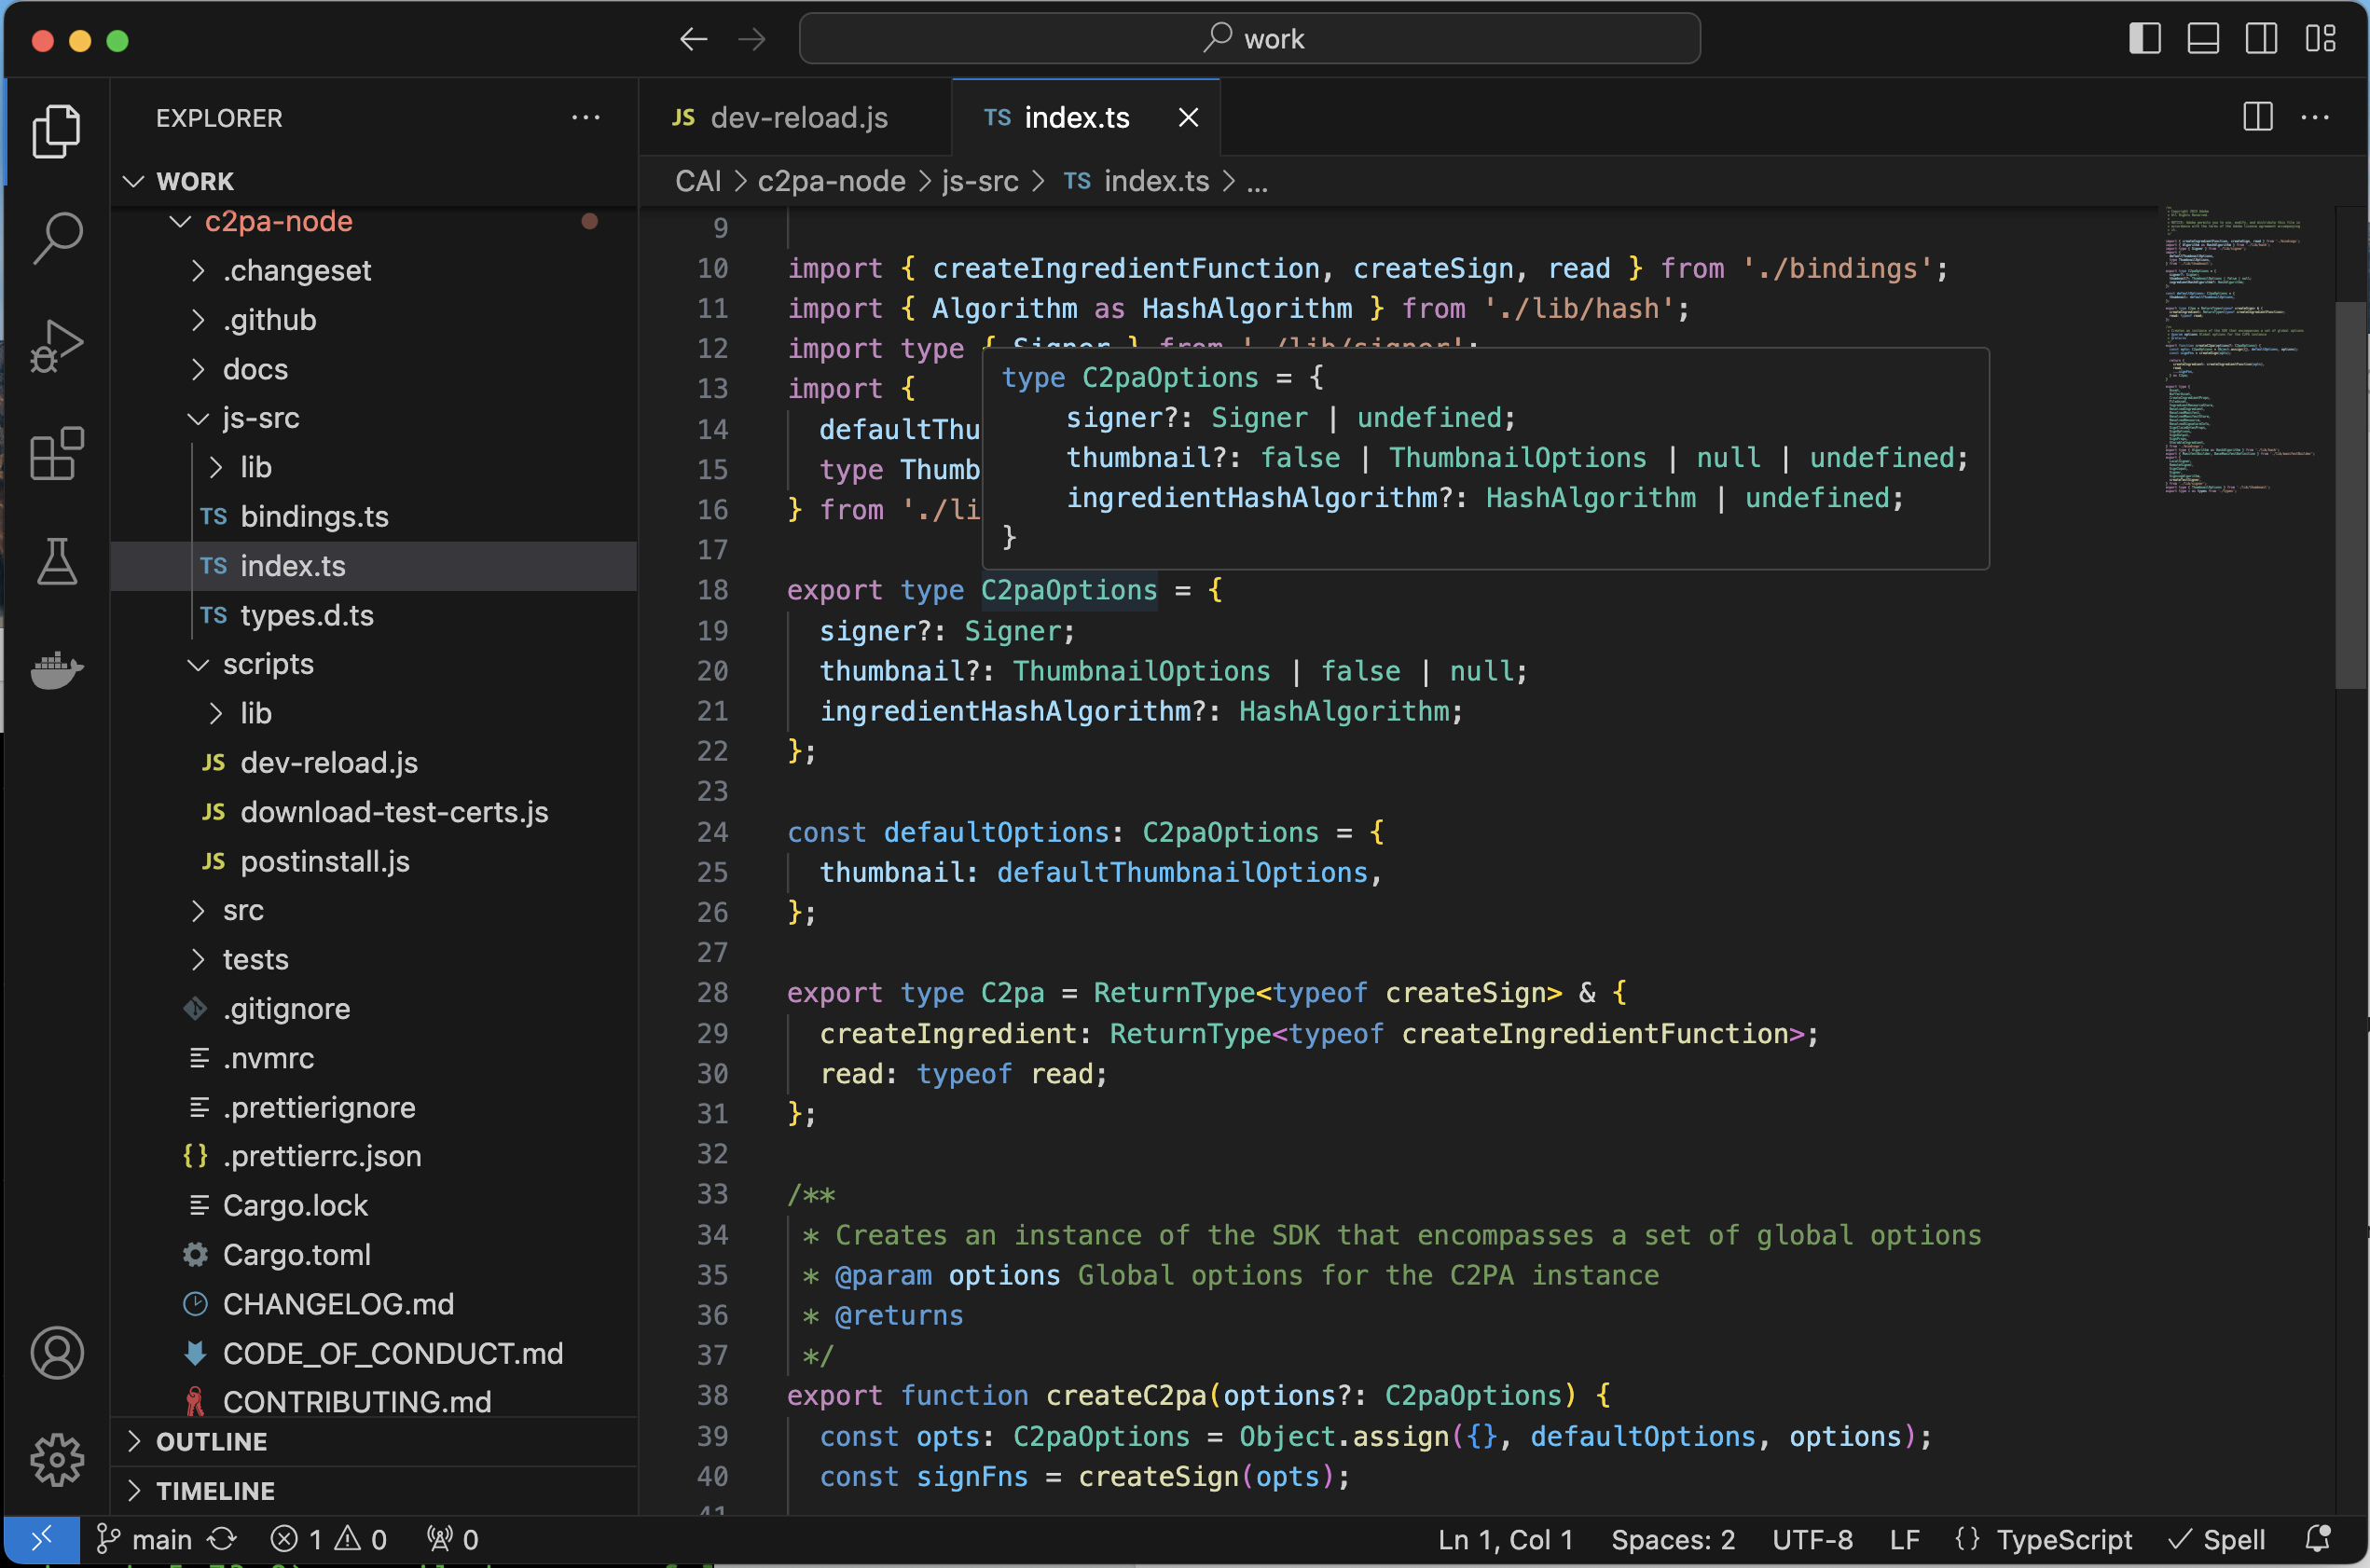 work
EXPLORER
WORK
c2pa-node
.changeset
.github
docs
js-src
lib
TS bindings.ts
TS index.ts
TS types.d.ts
scripts
lib
JS dev-reload.js
JS download-test-certs.js
JS postinstall.js
src
tests
.gitignore
.nvmrc
.prettierignore
{} .prettierrc.json
Cargo.lock
Cargo.toml
CHANGELOG.md
CODE_OF_CONDUCT.md
CONTRIBUTING.md
OUTLINE
TIMELINE
JS dev-reload.js
TS index.ts
CAI > c2pa-node > js-src > TS index.ts > ...
9
10 import { createIngredientFunction, createSign, read } from './bindings';
11 import { Algorithm as HashAlgorithm } from './lib/hash';
12 import type { Signer } from './lib/signer';
13 import {
14 defaultThu
15 type Thumb
16 } from './li
17
type C2paOptions = {
signer?: Signer | undefined;
thumbnail?: false | ThumbnailOptions | null | undefined;
ingredientHashAlgorithm?: HashAlgorithm | undefined;
}
18 export type C2paOptions = {
19 signer?: Signer;
20 thumbnail?: ThumbnailOptions | false | null;
21 ingredientHashAlgorithm?: HashAlgorithm;
22 };
23
24 const defaultOptions: C2paOptions = {
25 thumbnail: defaultThumbnailOptions,
26 };
27
28 export type C2pa = ReturnType<typeof createSign> & {
29 createIngredient: ReturnType<typeof createIngredientFunction>;
30 read: typeof read;
31 };
32
33 /**
34 * Creates an instance of the SDK that encompasses a set of global options
35 * @param options Global options for the C2PA instance
36 * @returns
37 */
38 export function createC2pa(options?: C2paOptions) {
39 const opts: C2paOptions = Object.assign({}, defaultOptions, options);
40 const signFns = createSign(opts);
41
main 1 0 0 Ln 1, Col 1 Spaces: 2 UTF-8 LF {} TypeScript Spell